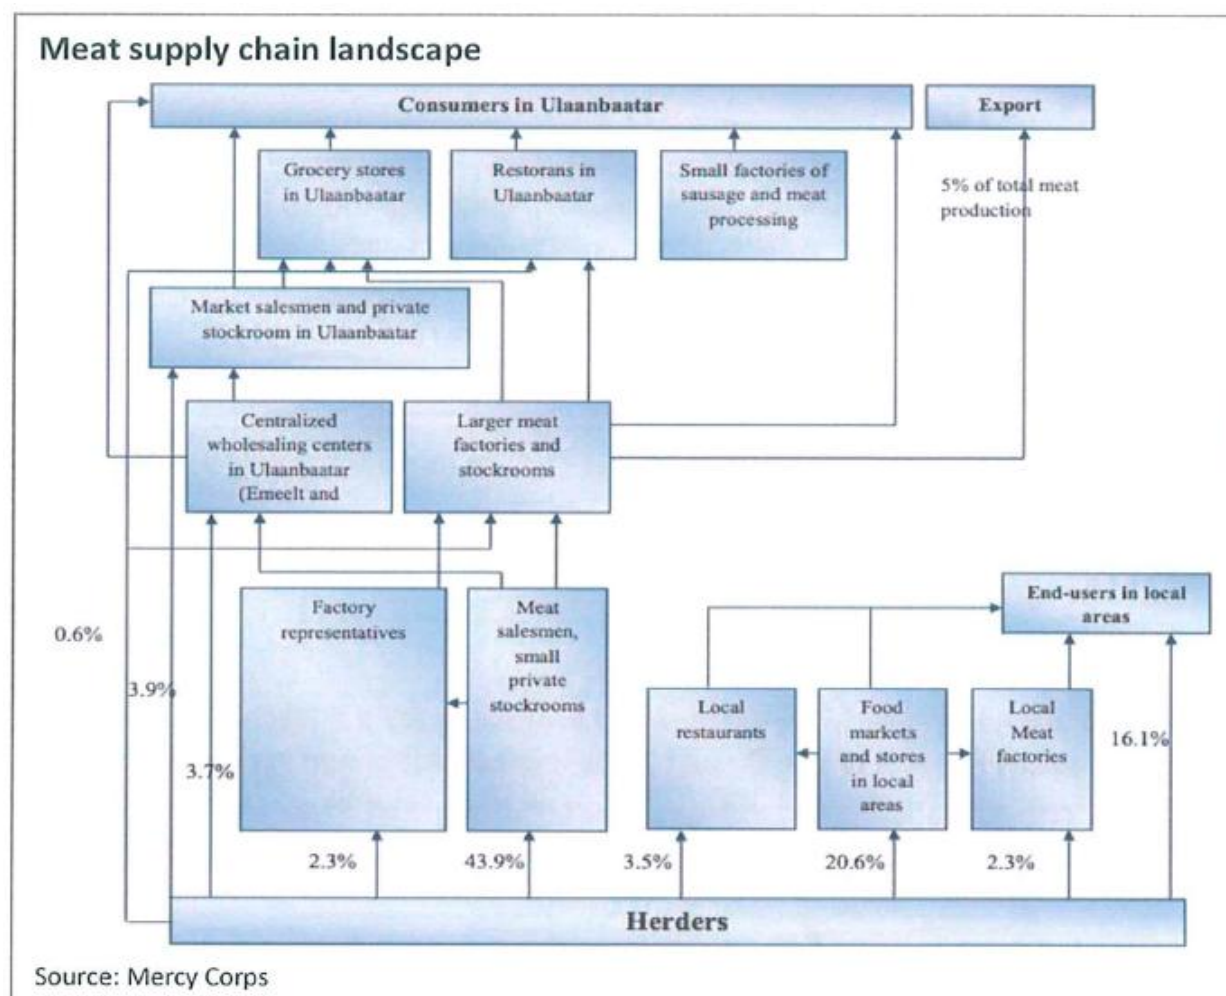 Meat supply chain landscape
Consumers in Ulaanbaatar
Export
Grocery stores
in Ulaanbaatar
Restorans in
Ulaanbaatar
Small factories of
sausage and meat
processing
5% of total meat
production
Market salesmen and private
stockroom in Ulaanbaatar
Centralized
wholesaling centers
in Ulaanbaatar
(Emeelt and
Larger meat
factories and
stockrooms
Factory
representatives
Meat
salesmen,
small
private
stockrooms
End-users in local
areas
0.6%
3.9%
3.7%
Local
restaurants
Food
markets
and stores
in local
areas
Local
Meat
factories
16.1%
2.3%
43.9%
3.5%
20.6%
2.3%
Herders
Source: Mercy Corps